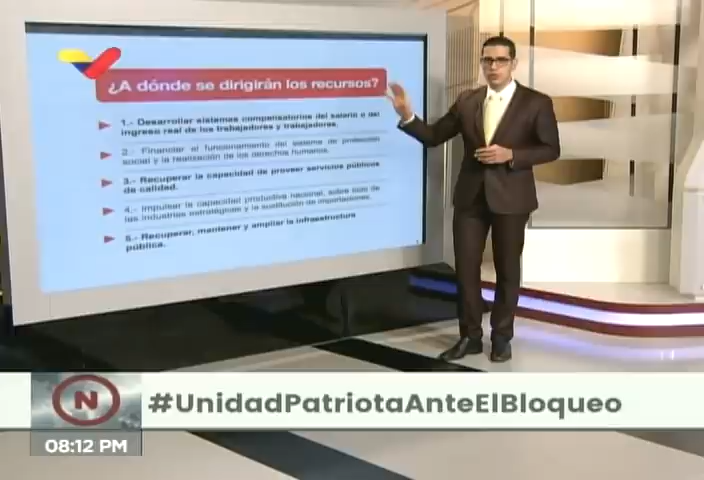 ¿A dónde se dirigirán los recursos?
1.- Desarrollar sistemas compensatorios del salario o del
ingreso real de los trabajadores y trabajadores.
2.- Financiar el funcionamiento del sistema de protección
social y la realización de los derechos humanos.
3.- Recuperar la capacidad de proveer servicios públicos
de calidad.
4.- Impulsar la capacidad productiva nacional, sobre todo de
las industrias estratégicas y la sustitución de importaciones.
5.- Recuperar, mantener y ampliar la infraestructura
pública.
N
#UnidadPatriotaAnteElBloqueo
08:12 PM